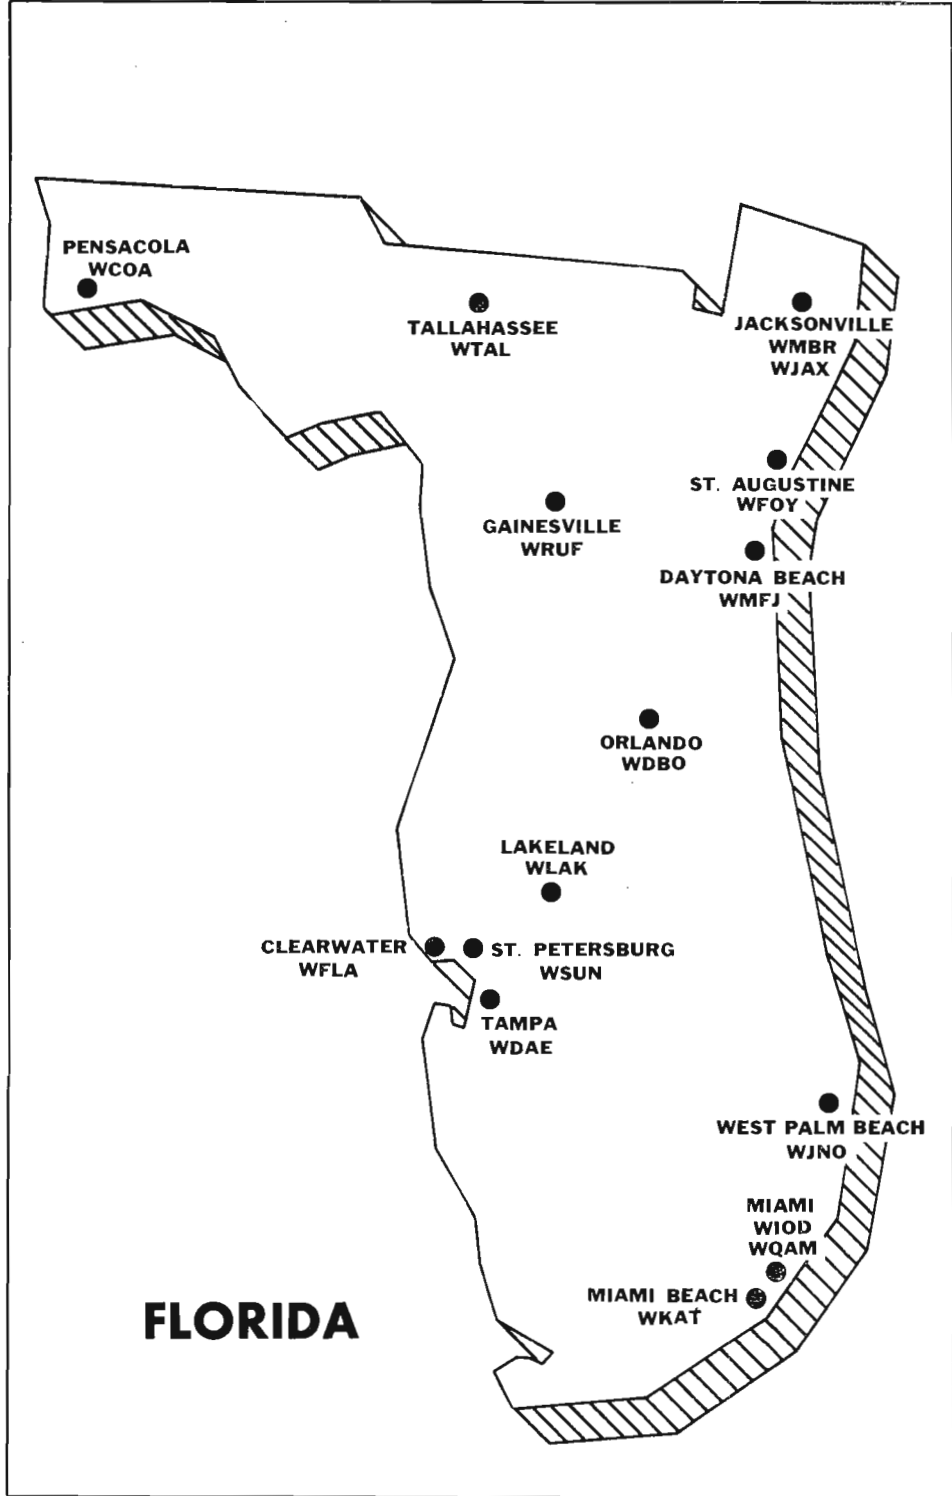 PENSACOLA
WCOA
TALLAHASSEE
WTAL
JACKSONVILLE
WMBR
WJAX
ST. AUGUSTINE
WFOY
GAINESVILLE
WRUF
DAYTONA BEACH
WMFJ
ORLANDO
WDBO
LAKELAND
WLAK
CLEARWATER
WFLA
ST. PETERSBURG
WSUN
TAMPA
WDAE
WEST PALM BEACH
WJNO
MIAMI
WIOD
WQAM
MIAMI BEACH
WKAT
FLORIDA